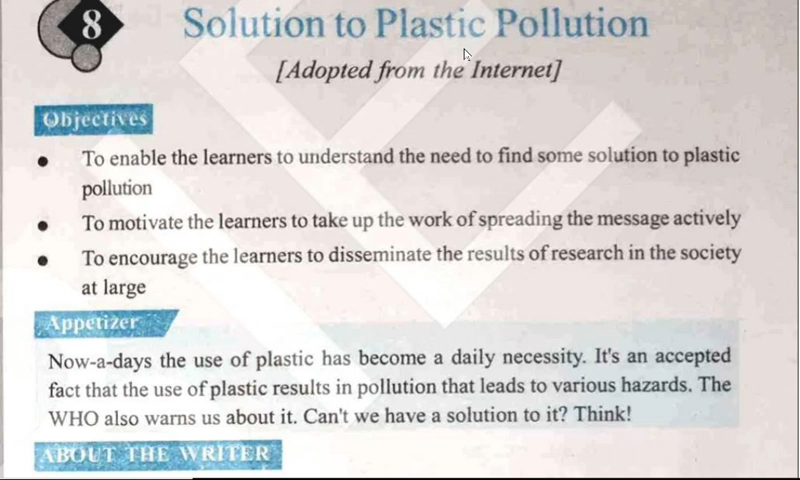 8
Solution to Plastic Pollution
[Adopted from the Internet]
Objectives
● To enable the learners to understand the need to find some solution to plastic
pollution
● To motivate the learners to take up the work of spreading the message actively
● To encourage the learners to disseminate the results of research in the society
at large
Appetizer
Now-a-days the use of plastic has become a daily necessity. It's an accepted
fact that the use of plastic results in pollution that leads to various hazards. The
WHO also warns us about it. Can't we have a solution to it? Think!
ABOUT THE WRITER